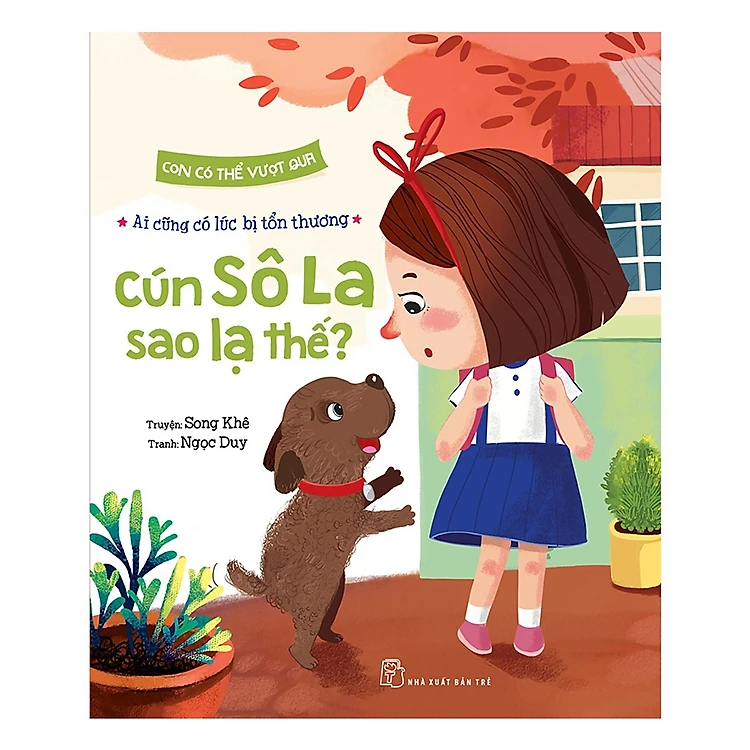 CON CÓ THỂ VƯỢT QUA
Ai cũng có lúc bị tổn thương
Cún Sô La
sao lạ thế?
Truyện: Song Khê
Tranh: Ngọc Duy
NHÀ XUẤT BẢN TRẺ